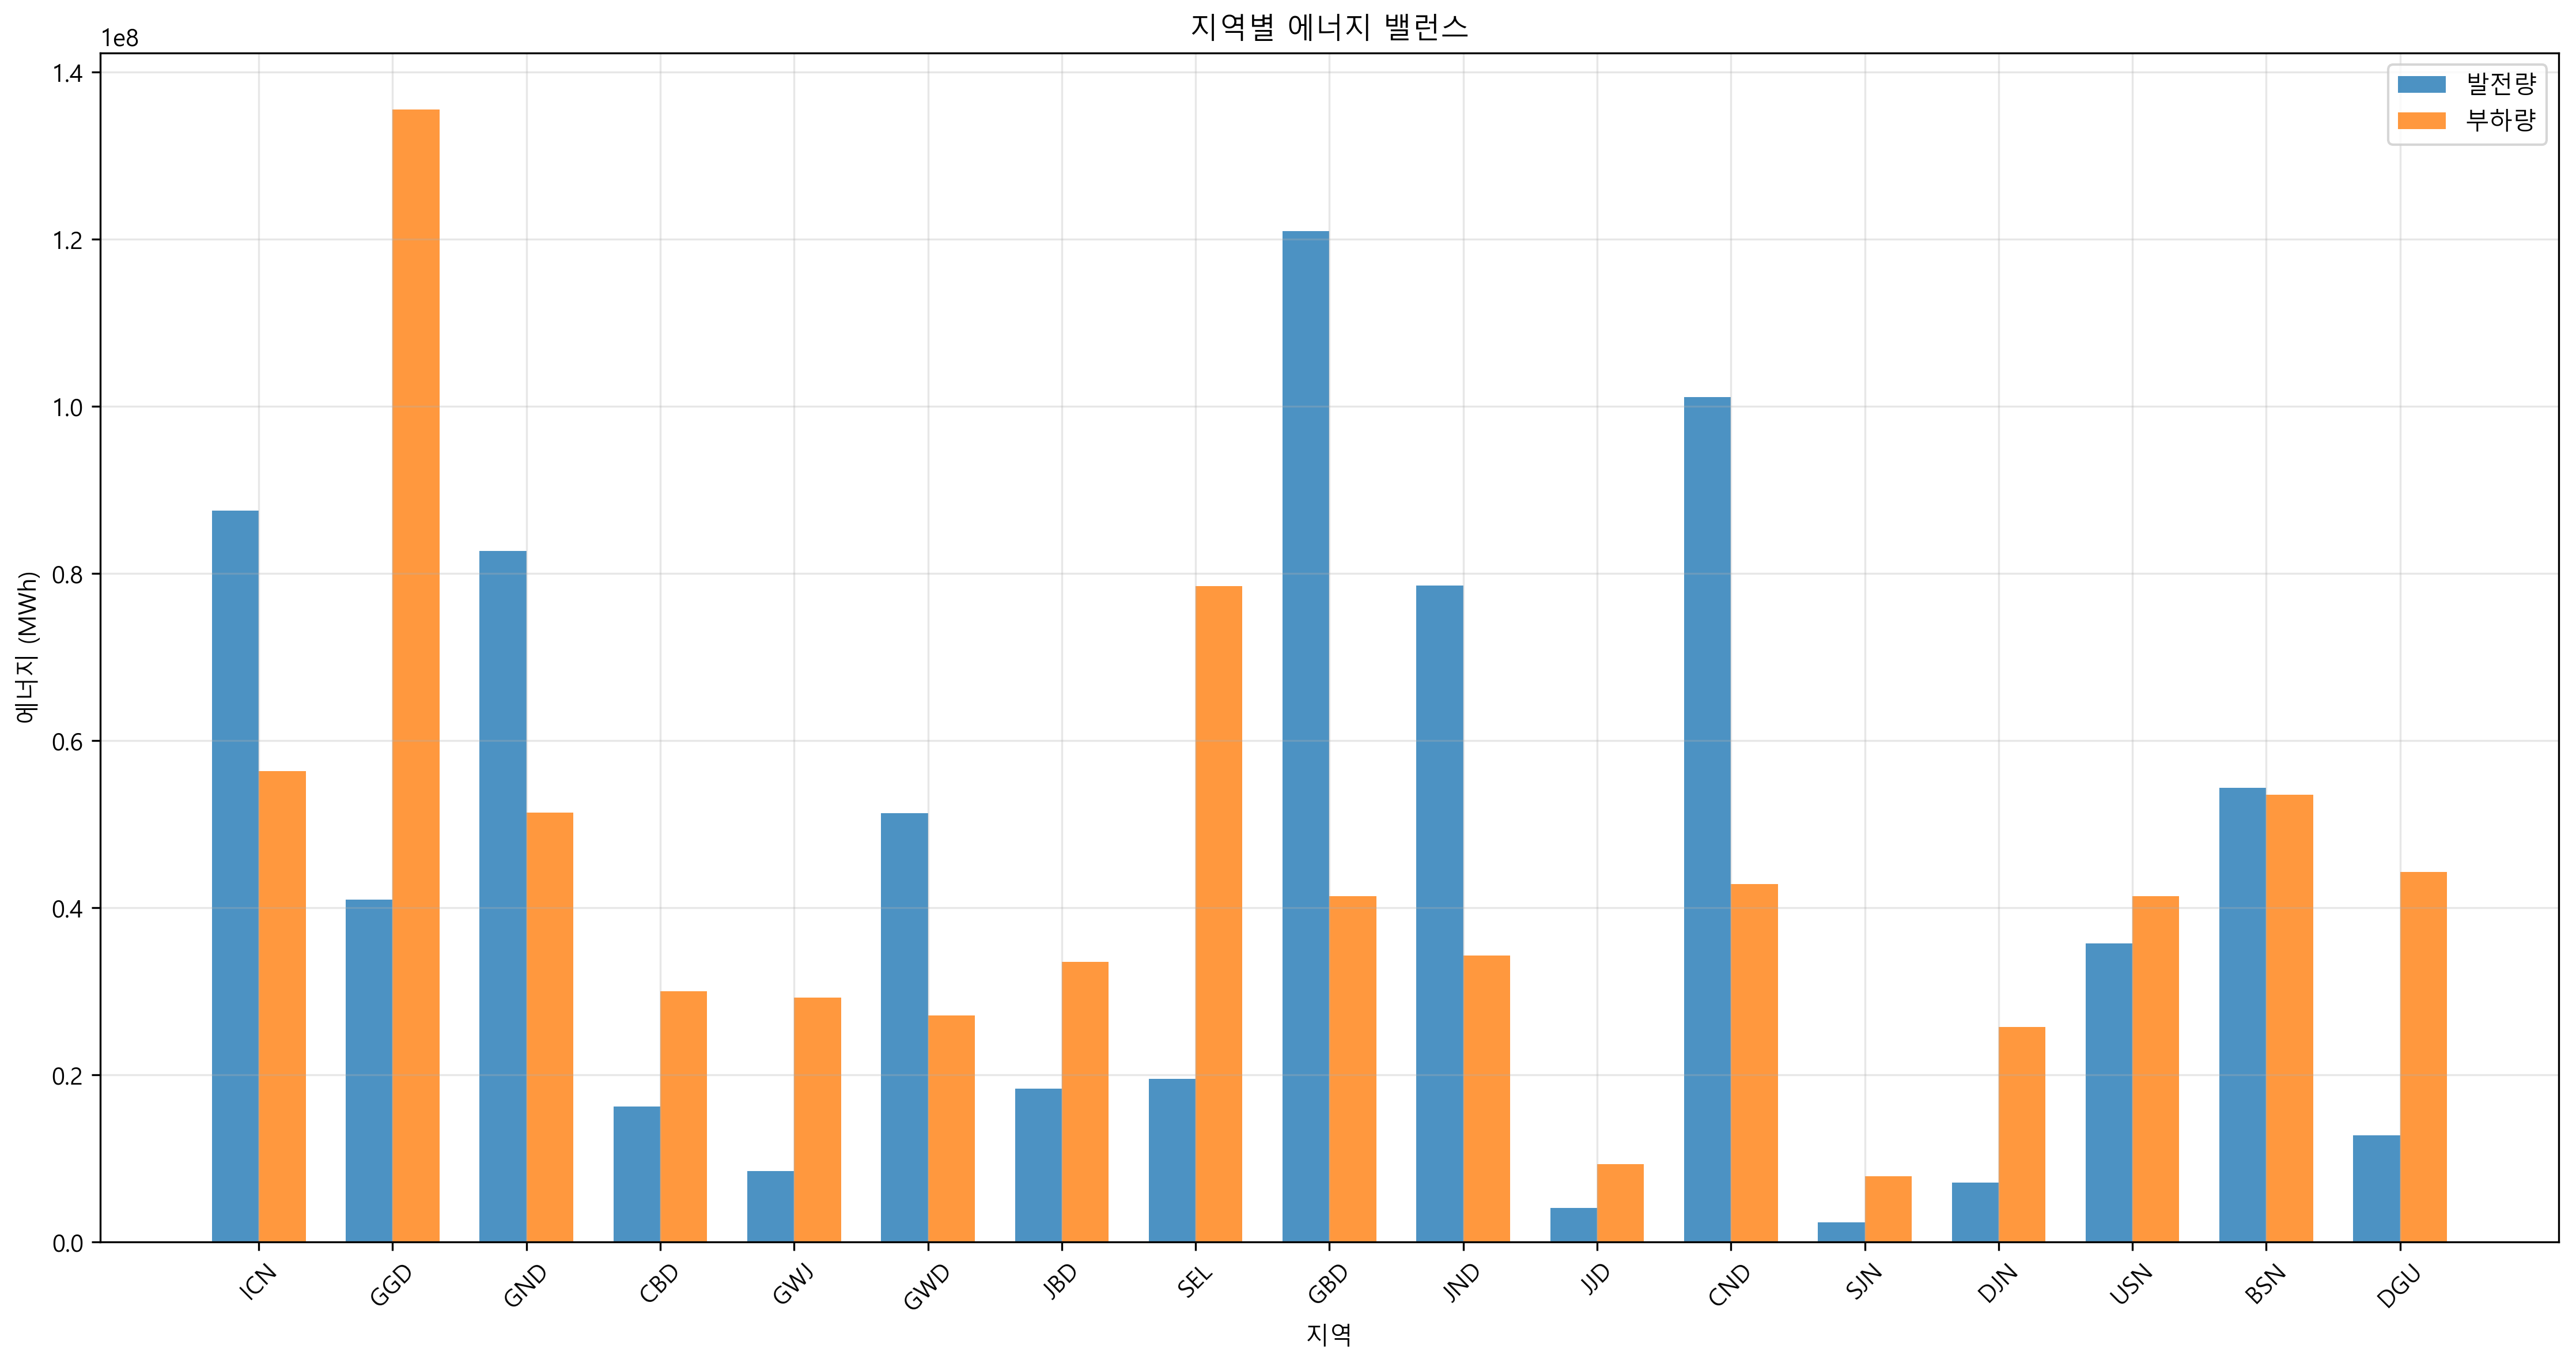 지역별 에너지 밸런스
1e8
1.4
1.2
1.0
0.8
0.6
0.4
0.2
0.0
에너지 (MWh)
발전량
부하량
ICN GGD GND CBD GWJ GWD JBD SEL GBD JND JJD CND SJN DJN USN BSN DGU
지역